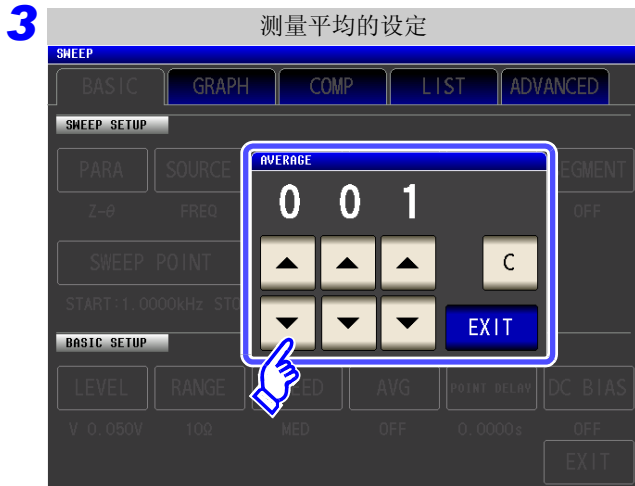 3 测量平均的设定
SWEEP
BASIC GRAPH COMP LIST ADVANCED
SWEEP SETUP
PARA SOURCE EGMENT
Z-θ FREQ OFF
AVERAGE
0 0 1
C
EXIT
SWEEP POINT
START:1.0000kHz STO
BASIC SETUP
LEVEL RANGE EED AVG POINT DELAY DC BIAS
V 0.050V 10Ω MED OFF 0.0000s OFF
EXIT